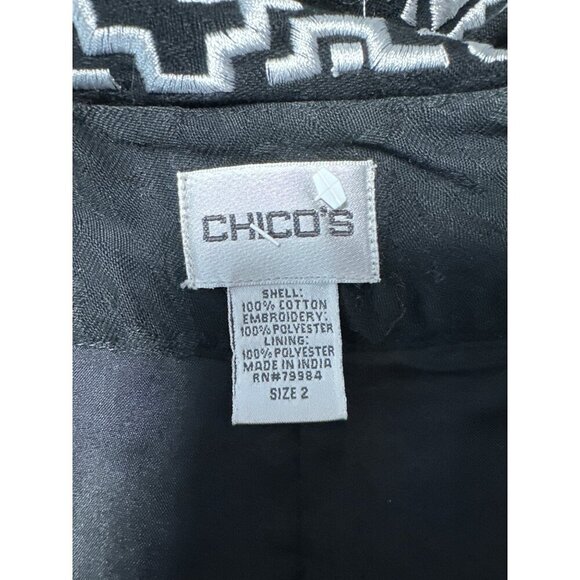 CHICO'S
SHELL:
100% COTTON
EMBROIDERY:
100% POLYESTER
LINING:
100% POLYESTER
MADE IN INDIA
RN#79984
SIZE 2